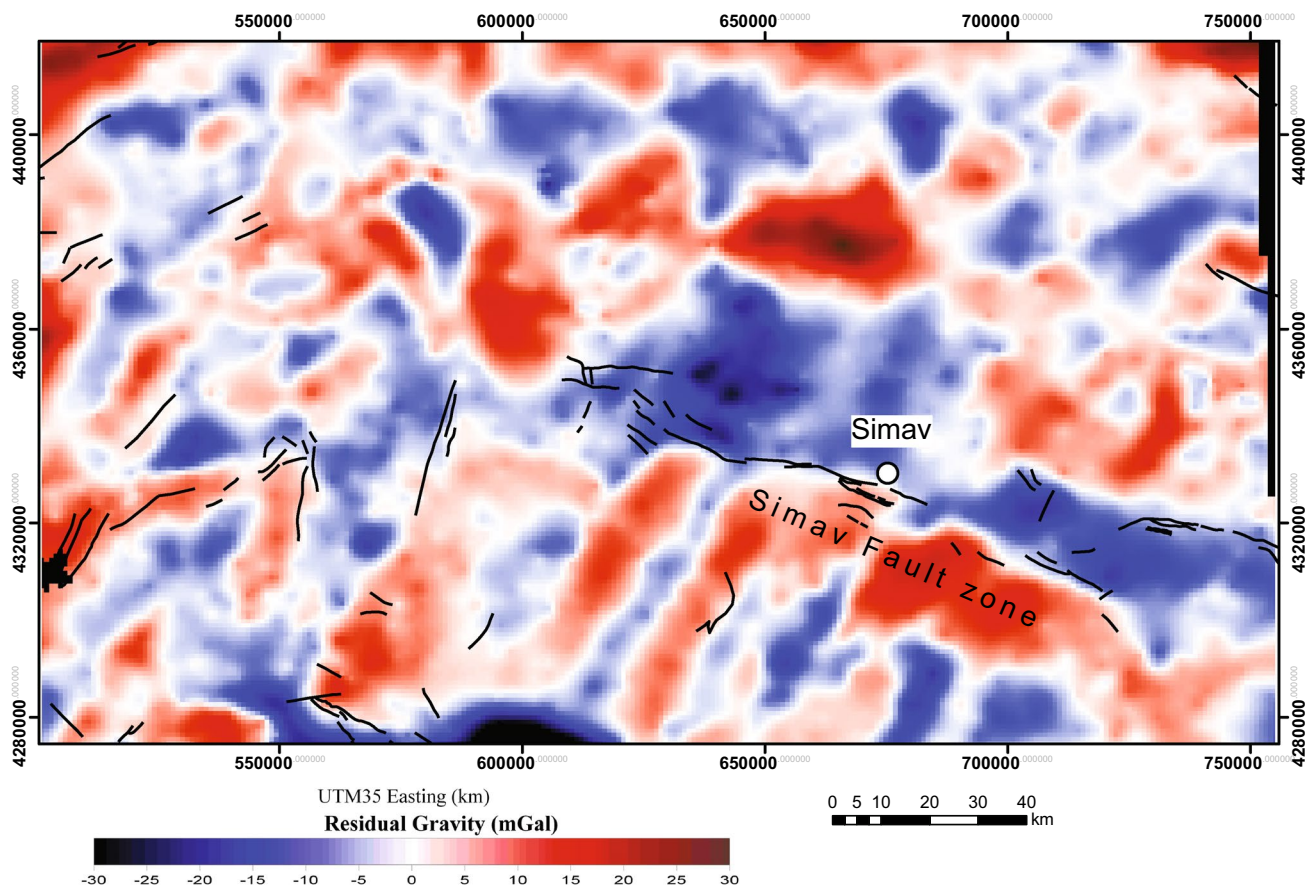 550000.000000 600000.000000 650000.000000 700000.000000 750000.000000
4400000.000000 4400000.000000
4360000.000000 4360000.000000
Simav
Simav Fault zone
4320000.000000 4320000.000000
4280000.000000 4280000.000000
550000.000000 600000.000000 650000.000000 700000.000000 750000.000000
UTM35 Easting (km)
Residual Gravity (mGal)
-30 -25 -20 -15 -10 -5 0 5 10 15 20 25 30
0 5 10 20 30 40
km